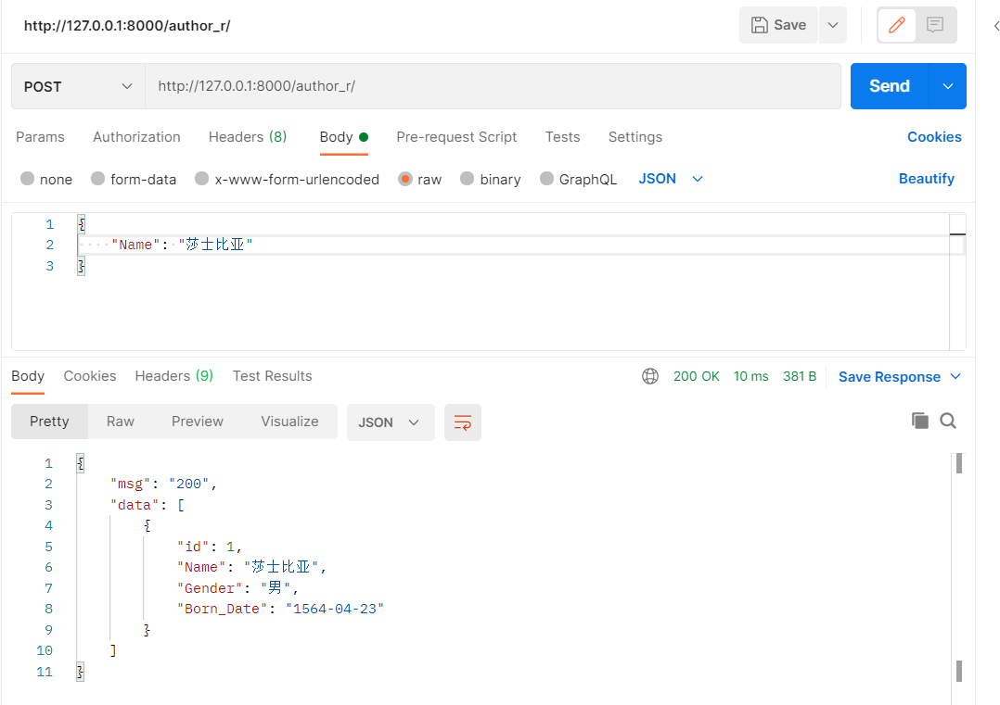 http://127.0.0.1:8000/author_r/ Save
POST http://127.0.0.1:8000/author_r/ Send
Params Authorization Headers (8) Body Pre-request Script Tests Settings Cookies
none form-data x-www-form-urlencoded raw binary GraphQL JSON Beautify
1 {
2 "Name": "莎士比亚"
3 }
Body Cookies Headers (9) Test Results 200 OK 10 ms 381 B Save Response
Pretty Raw Preview Visualize JSON
1 {
2 "msg": "200",
3 "data": [
4 {
5 "id": 1,
6 "Name": "莎士比亚",
7 "Gender": "男",
8 "Born_Date": "1564-04-23"
9 }
10 ]
11 }